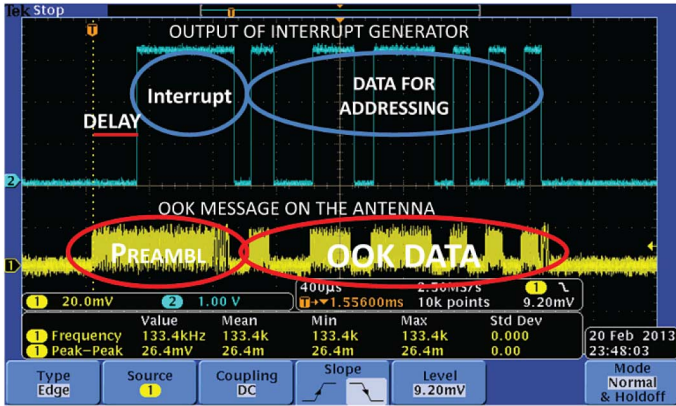 Tek Stop
T
T
OUTPUT OF INTERRUPT GENERATOR
Interrupt
DATA FOR
ADDRESSING
DELAY
2
OOK MESSAGE ON THE ANTENNA
PREAMBL
OOK DATA
1
1 20.0mV 2 1.00 V
400µs 2.50MS/s 1
T→▼1.55600ms 10k points 9.20mV
Value Mean Min Max Std Dev
1 Frequency 133.4kHz 133.4k 133.4k 133.4k 0.000
1 Peak-Peak 26.4mV 26.4m 26.4m 26.4m 0.00
20 Feb 2013
23:48:03
Type
Edge
Source
1
Coupling
DC
Slope
Level
9.20mV
Mode
Normal
& Holdoff